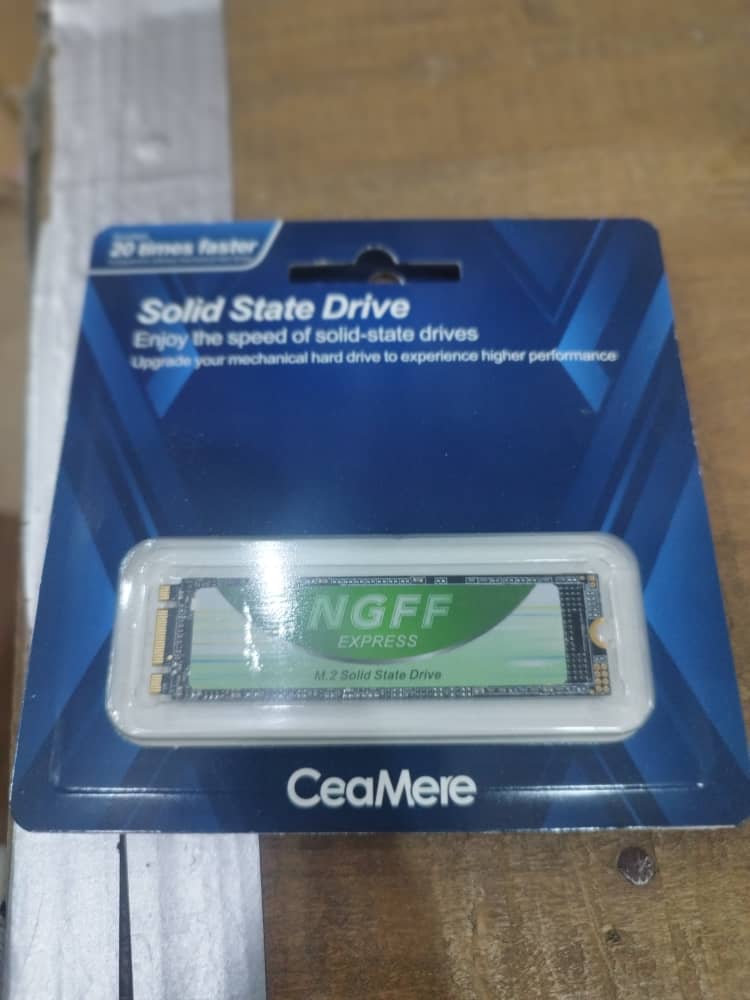 20 times faster
Solid State Drive
Enjoy the speed of solid-state drives
Upgrade your mechanical hard drive to experience higher performance
NGFF
EXPRESS
M.2 Solid State Drive
CeaMere